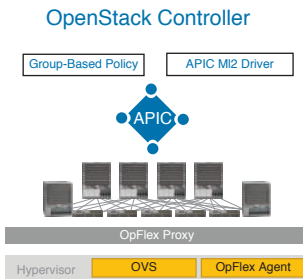 OpenStack Controller
Group-Based Policy
APIC Ml2 Driver
APIC
OpFlex Proxy
Hypervisor
OVS
OpFlex Agent